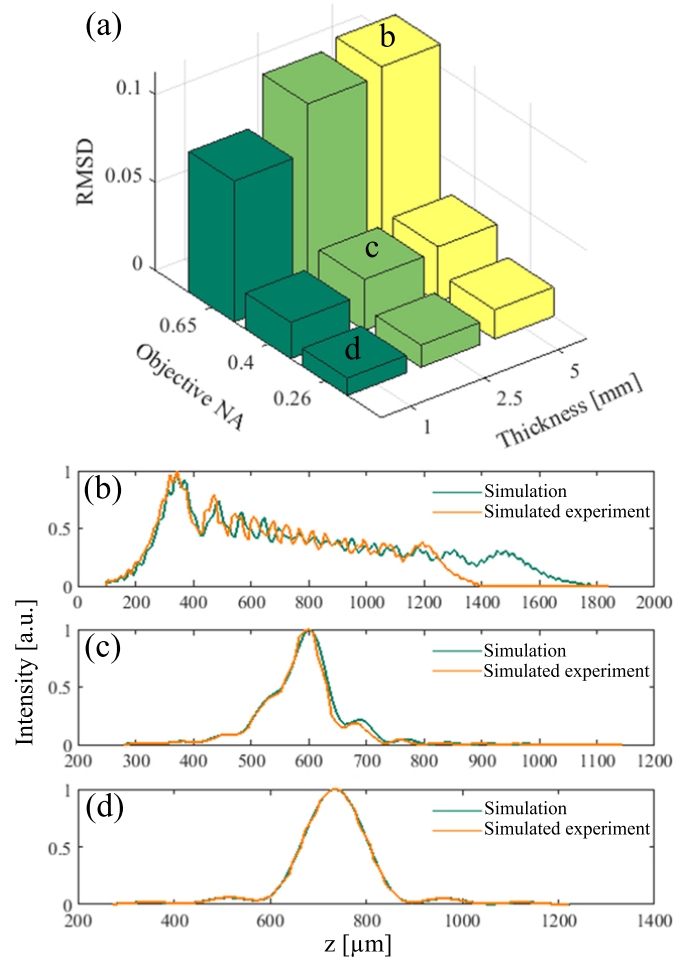 (a)
b
0.1
RMSD
0.05
c
0
d
0.65
5
0.4
2.5
Objective NA
0.26
Thickness [mm]
1
(b)
1
Simulation
0.5
Simulated experiment
0
0 200 400 600 800 1000 1200 1400 1600 1800 2000
(c)
1
Simulation
0.5
Simulated experiment
Intensity [a.u.]
0
200 300 400 500 600 700 800 900 1000 1100 1200
(d)
1
Simulation
Simulated experiment
0.5
0
200 400 600 800 1000 1200 1400
z [µm]